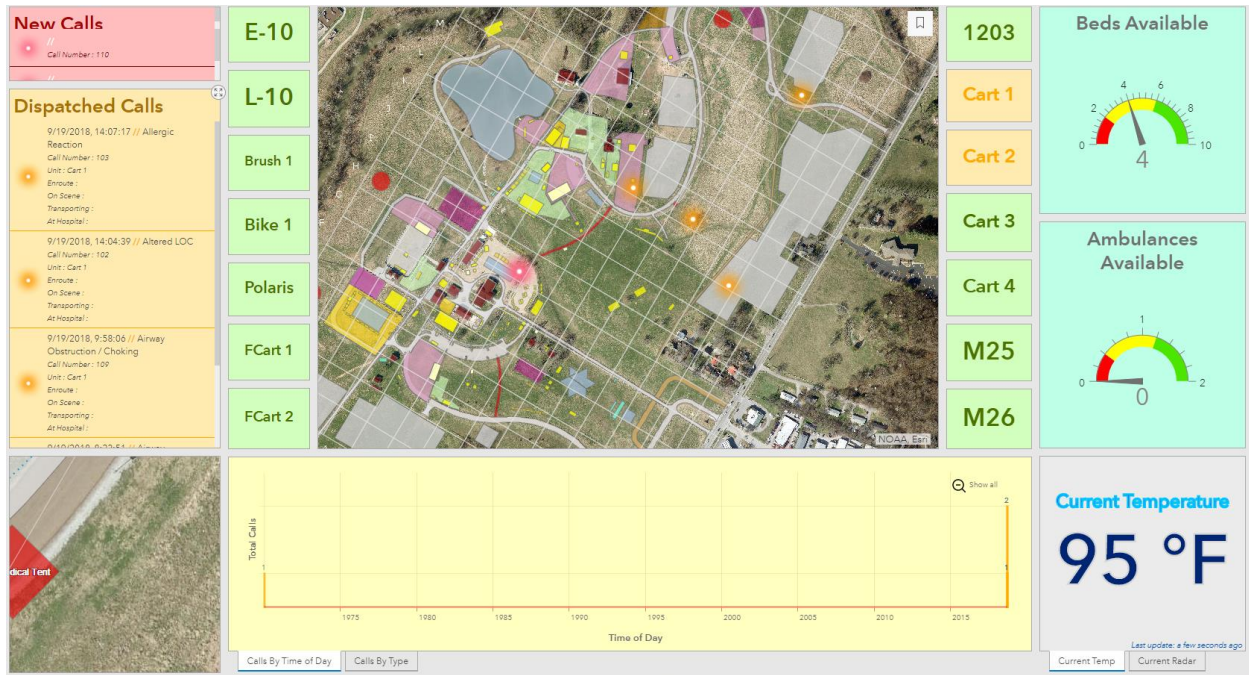 New Calls
//
Call Number : 110
//
Dispatched Calls
9/19/2018, 14:07:17 // Allergic
Reaction
Call Number : 103
Unit : Cart 1
Enroute :
On Scene :
Transporting :
At Hospital :
9/19/2018, 14:04:39 // Altered LOC
Call Number : 102
Unit : Cart 1
Enroute :
On Scene :
Transporting :
At Hospital :
9/19/2018, 9:58:06 // Airway
Obstruction / Choking
Call Number : 109
Unit : Cart 1
Enroute :
On Scene :
Transporting :
At Hospital :
E-10
L-10
Brush 1
Bike 1
Polaris
FCart 1
FCart 2
M
NOAA, Esri
1203
Cart 1
Cart 2
Cart 3
Cart 4
M25
M26
Beds Available
0
2
4
6
8
10
4
Ambulances
Available
0
1
2
0
dical Tent
Show all
Total Calls
1
2
1
1975
1980
1985
1990
1995
2000
2005
2010
2015
Time of Day
Calls By Time of Day
Calls By Type
Current Temperature
95 °F
Last update: a few seconds ago
Current Temp
Current Radar